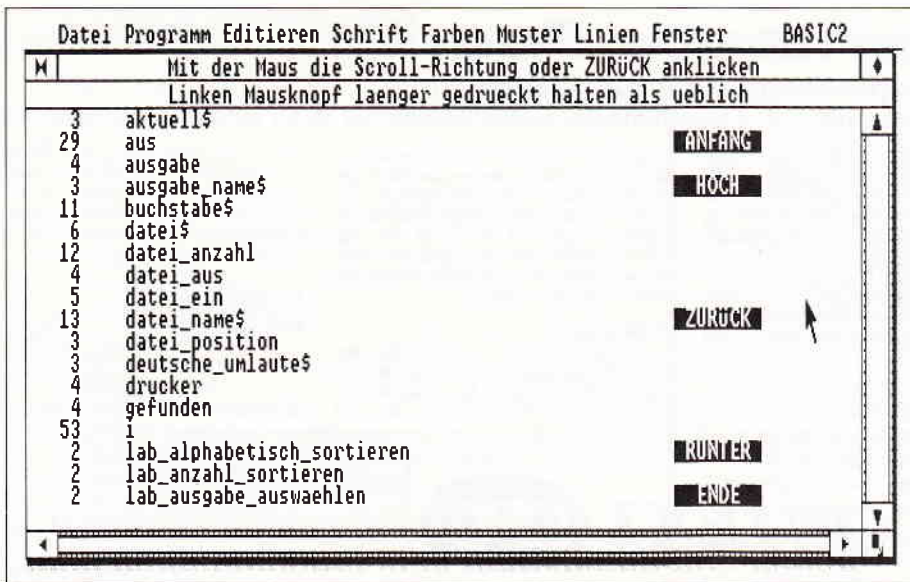 Datei Programm Editieren Schrift Farben Muster Linien Fenster BASIC2
Mit der Maus die Scroll-Richtung oder ZURüCK anklicken
Linken Mausknopf laenger gedrueckt halten als ueblich
3 aktuell$
29 aus ANFANG
4 ausgabe
3 ausgabe_name$ HOCH
11 buchstabe$
6 datei$
12 datei_anzahl
4 datei_aus
5 datei_ein
13 datei_name$ ZURüCK
3 datei_position
3 deutsche_umlaute$
4 drucker
4 gefunden
53 i
2 lab_alphabetisch_sortieren RUNTER
2 lab_anzahl_sortieren
2 lab_ausgabe_auswaehlen ENDE